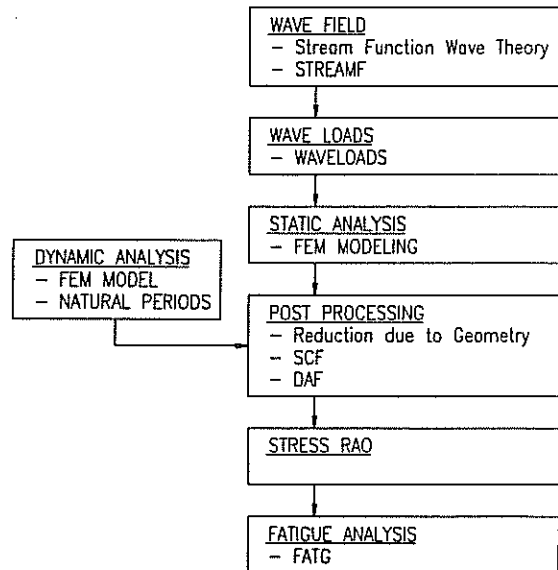 WAVE FIELD
- Stream Function Wave Theory
- STREAMF
WAVE LOADS
- WAVELOADS
STATIC ANALYSIS
- FEM MODELING
DYNAMIC ANALYSIS
- FEM MODEL
- NATURAL PERIODS
POST PROCESSING
- Reduction due to Geometry
- SCF
- DAF
STRESS RAO
FATIGUE ANALYSIS
- FATG